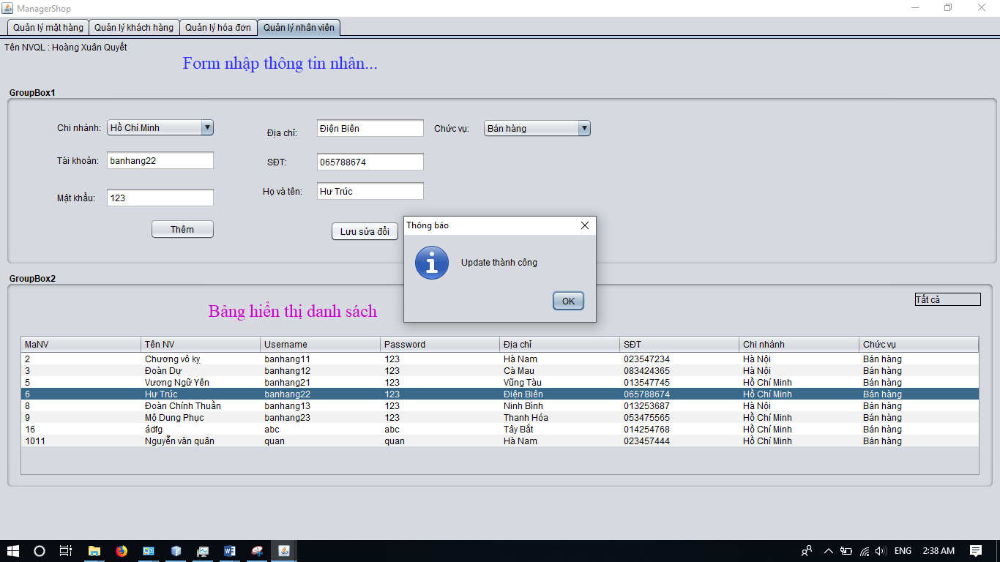 ManagerShop
Quản lý mặt hàng Quản lý khách hàng Quản lý hóa đơn Quản lý nhân viên
Tên NVQL : Hoàng Xuân Quyết
Form nhập thông tin nhân...
GroupBox1
Chi nhánh: Hồ Chí Minh Địa chỉ: Điện Biên Chức vụ: Bán hàng
Tài khoản: banhang22 SĐT: 065788674
Mật khẩu: 123 Họ và tên: Hư Trúc
Thêm Lưu sửa đổi
Thông báo
Update thành công
OK
GroupBox2
Tất cả
Bảng hiển thị danh sách
MaNV Tên NV Username Password Địa chỉ SĐT Chi nhánh Chức vụ
2 Chương vô kỵ banhang11 123 Hà Nam 023547234 Hà Nội Bán hàng
3 Đoàn Dự banhang12 123 Cà Mau 083424365 Hà Nội Bán hàng
5 Vương Ngữ Yên banhang21 123 Vũng Tàu 013547745 Hồ Chí Minh Bán hàng
6 Hư Trúc banhang22 123 Điện Biên 065788674 Hồ Chí Minh Bán hàng
8 Đoàn Chính Thuần banhang13 123 Ninh Bình 013253687 Hà Nội Bán hàng
9 Mộ Dung Phục banhang23 123 Thanh Hóa 053475565 Hồ Chí Minh Bán hàng
16 ádfg abc abc Tây Bắt 014254768 Hồ Chí Minh Bán hàng
1011 Nguyễn văn quân quan quan Hà Nam 023457444 Hồ Chí Minh Bán hàng
ENG 2:38 AM